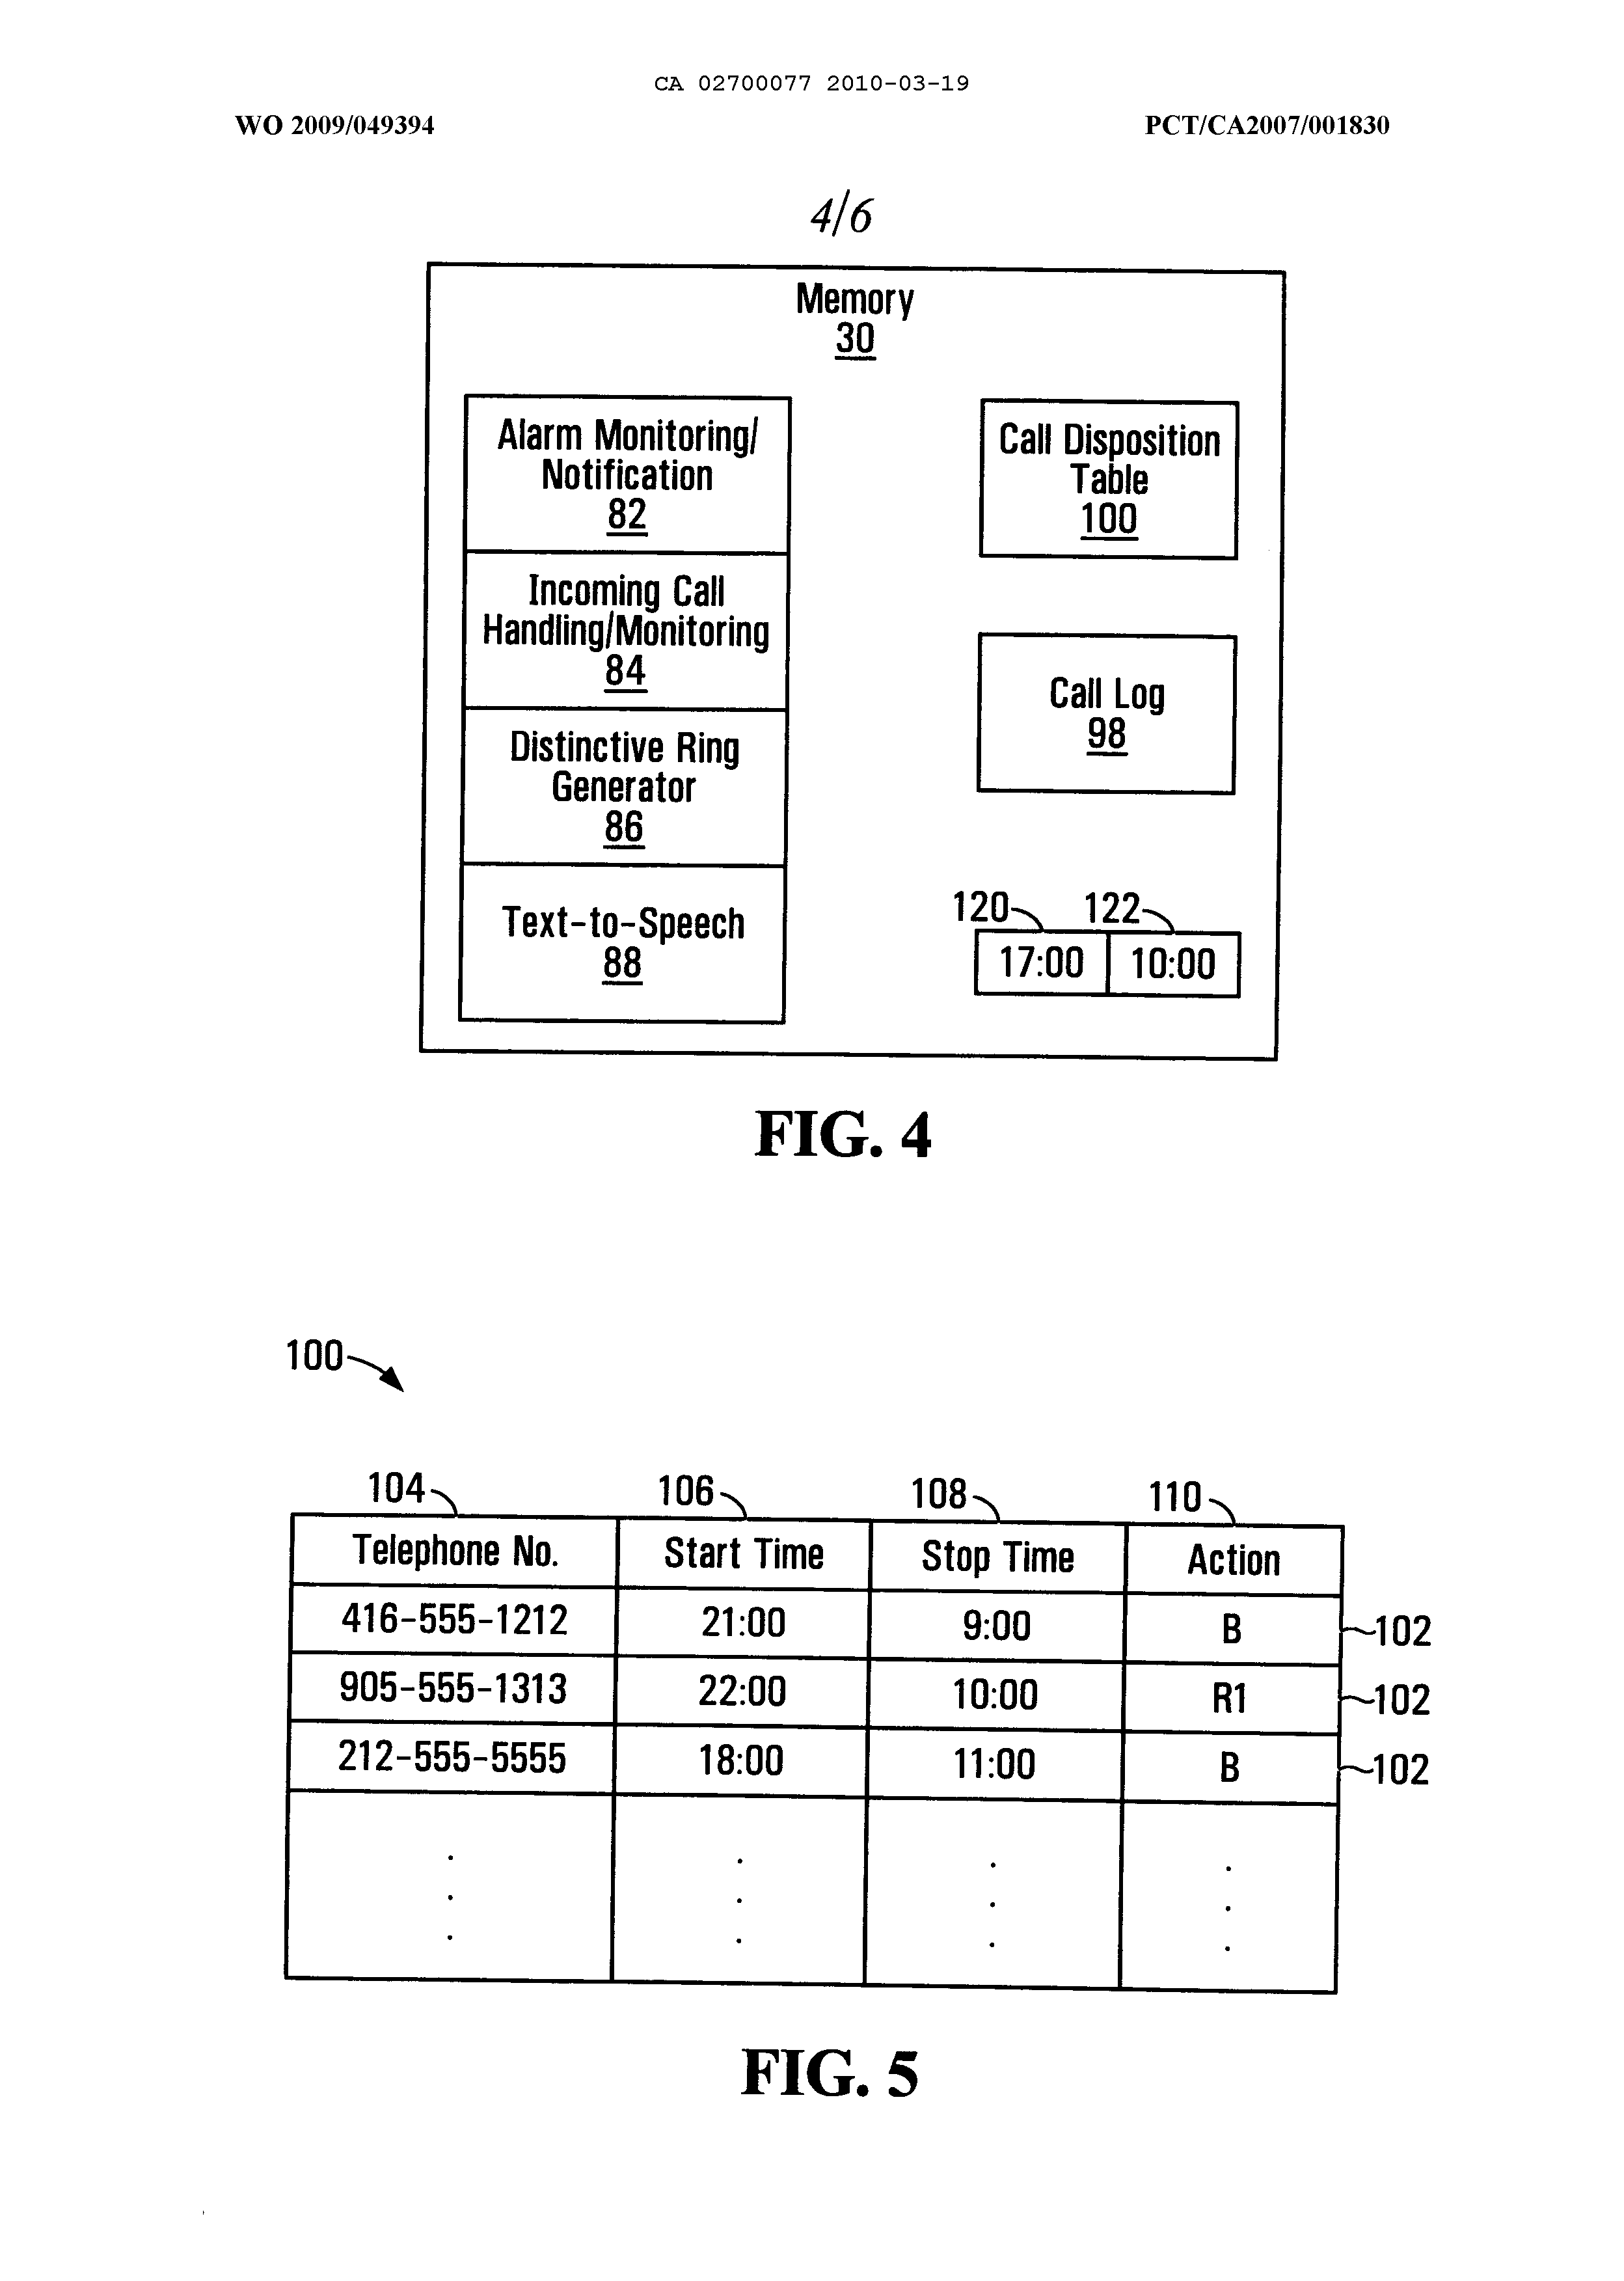 CA 02700077 2010-03-19
WO 2009/049394
PCT/CA2007/001830
4/6
Memory
30
Alarm Monitoring/
Notification
82
Incoming Call
Handling/Monitoring
84
Distinctive Ring
Generator
86
Text-to-Speech
88
Call Disposition
Table
100
Call Log
98
120 122
17:00 10:00
FIG. 4
100
104 106 108 110
Telephone No. Start Time Stop Time Action
416-555-1212 21:00 9:00 B 102
905-555-1313 22:00 10:00 R1 102
212-555-5555 18:00 11:00 B 102
FIG. 5